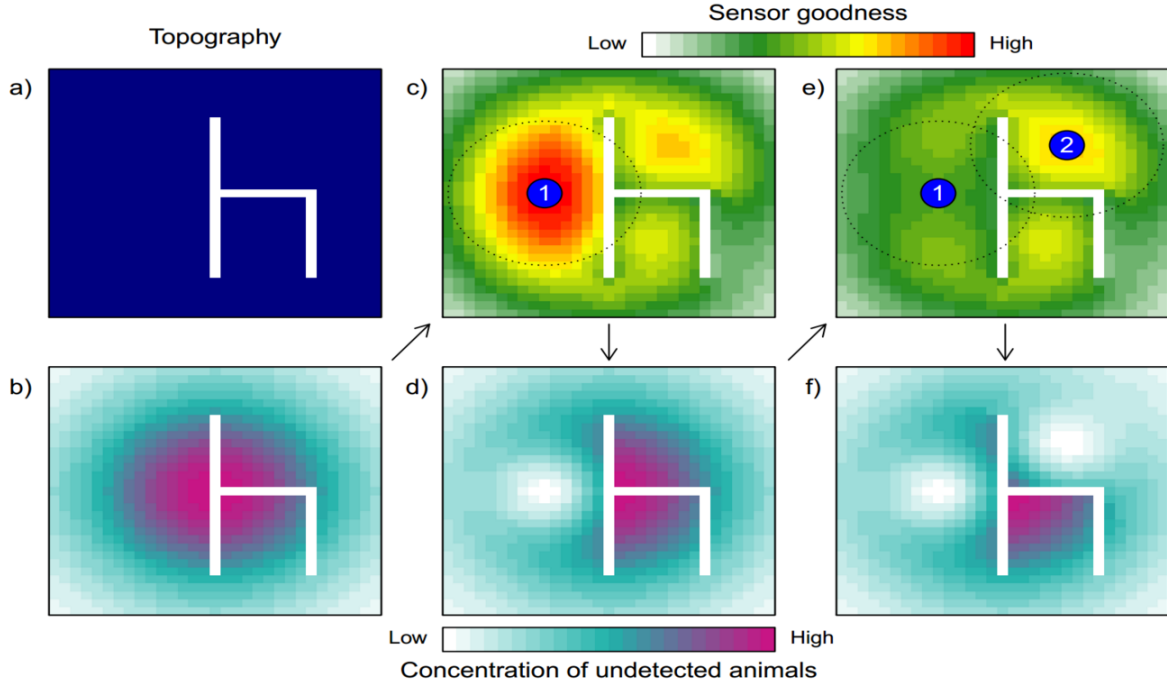 Sensor goodness
Topography
Low High
a) c) e)
1 1 2
b) d) f)
Low High
Concentration of undetected animals